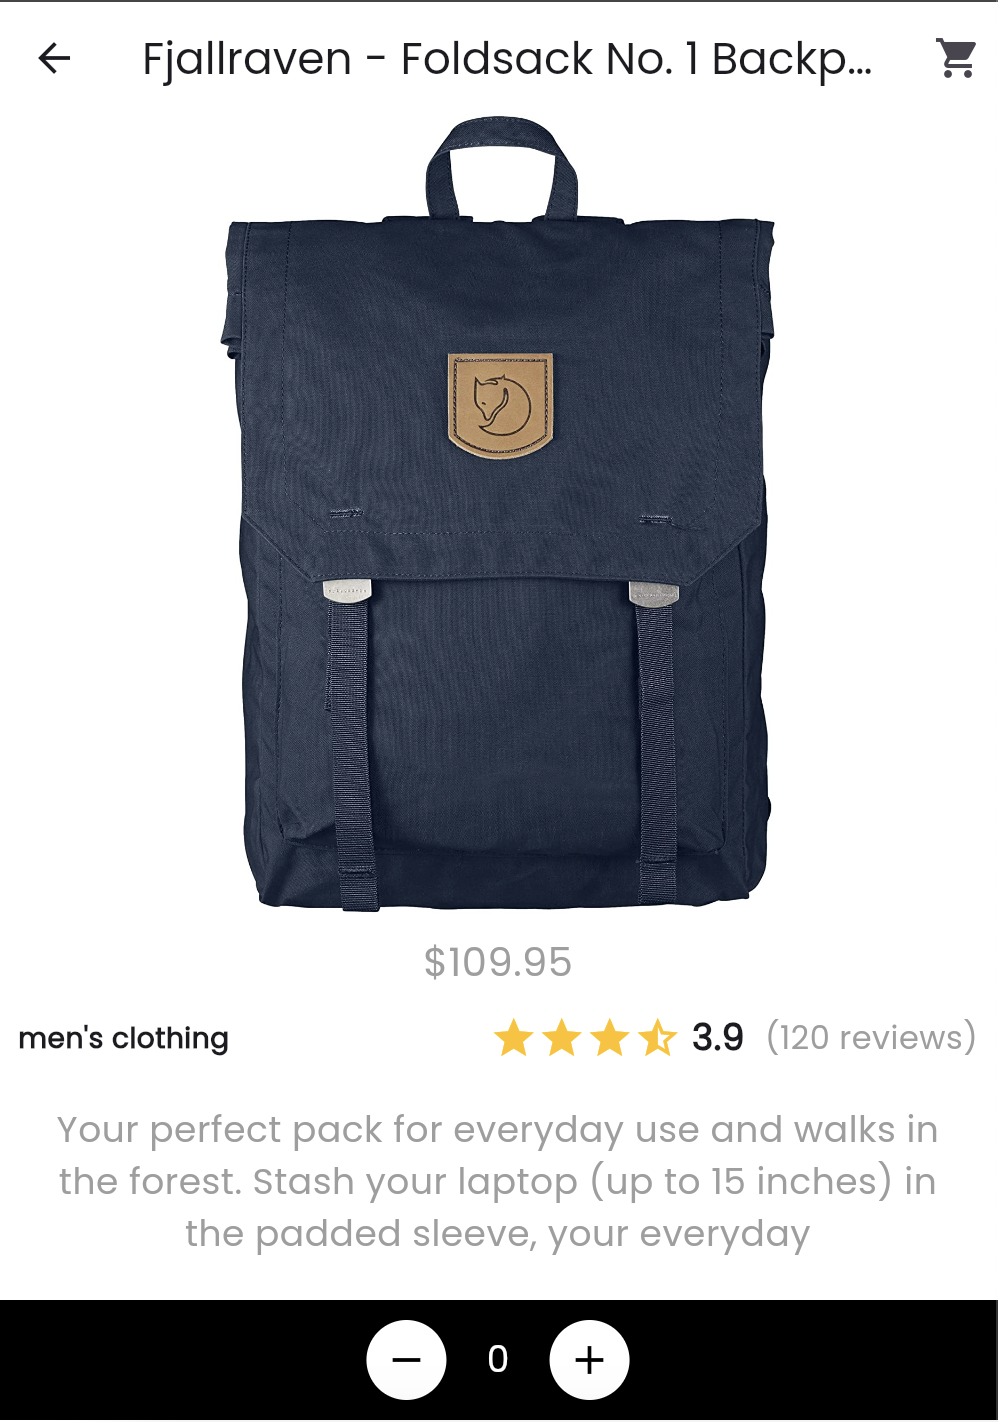 Fjallraven - Foldsack No. 1 Backp...
$109.95
men's clothing 3.9 (120 reviews)
Your perfect pack for everyday use and walks in
the forest. Stash your laptop (up to 15 inches) in
the padded sleeve, your everyday
0